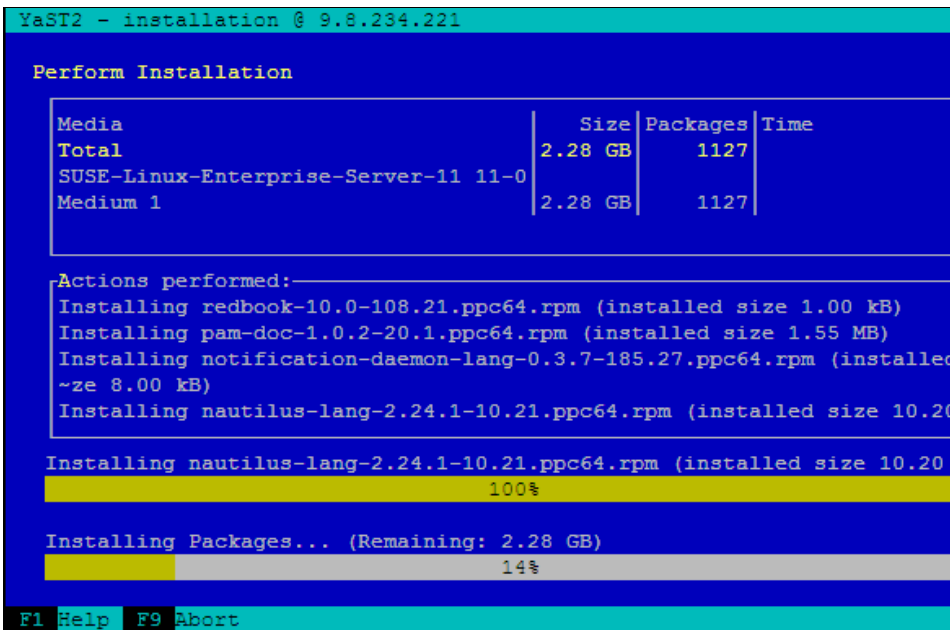 YaST2 - installation @ 9.8.234.221
Perform Installation
Media Size Packages Time
Total 2.28 GB 1127
SUSE-Linux-Enterprise-Server-11 11-0
Medium 1 2.28 GB 1127
Actions performed:
Installing redbook-10.0-108.21.ppc64.rpm (installed size 1.00 kB)
Installing pam-doc-1.0.2-20.1.ppc64.rpm (installed size 1.55 MB)
Installing notification-daemon-lang-0.3.7-185.27.ppc64.rpm (installed
~ze 8.00 kB)
Installing nautilus-lang-2.24.1-10.21.ppc64.rpm (installed size 10.20
Installing nautilus-lang-2.24.1-10.21.ppc64.rpm (installed size 10.20
100%
Installing Packages... (Remaining: 2.28 GB)
14%
F1 Help F9 Abort